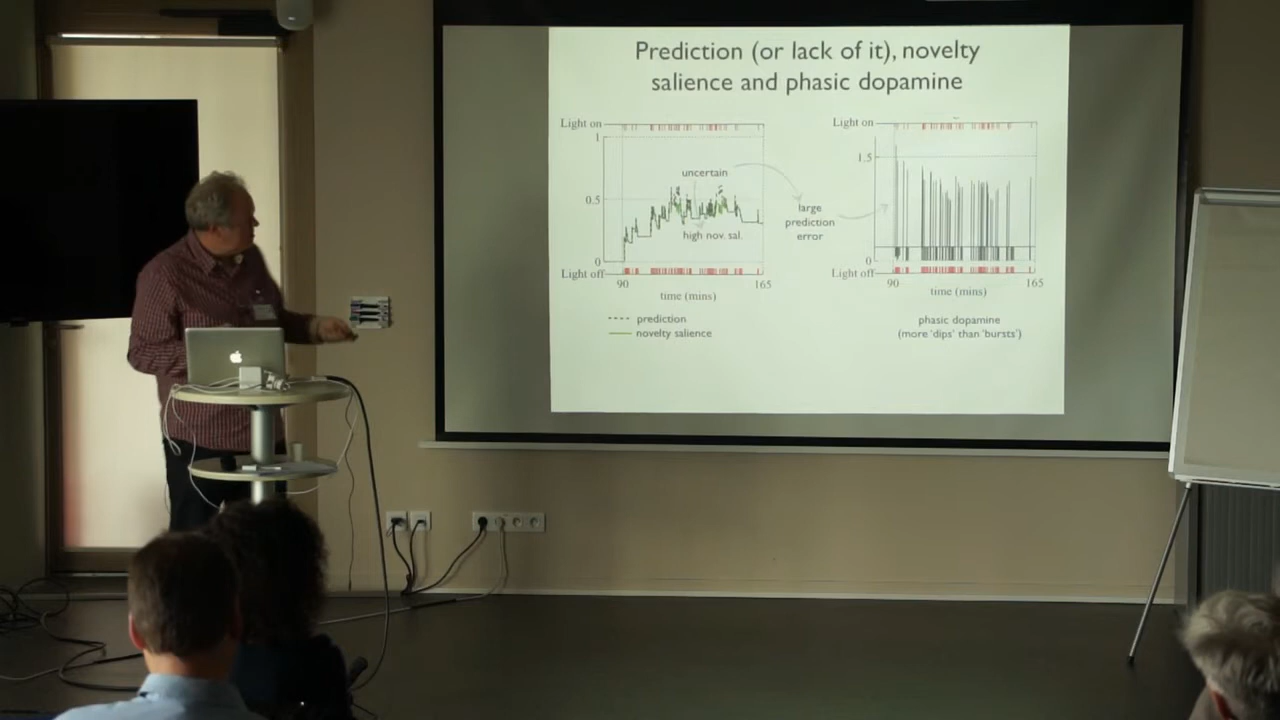 Prediction (or lack of it), novelty
salience and phasic dopamine
Light on
1
0.5
0
Light off
uncertain
high nov. sal.
90
165
time (mins)
prediction
novelty salience
large
prediction
error
Light on
1.5
0
Light off
90
165
time (mins)
phasic dopamine
(more 'dips' than 'bursts')